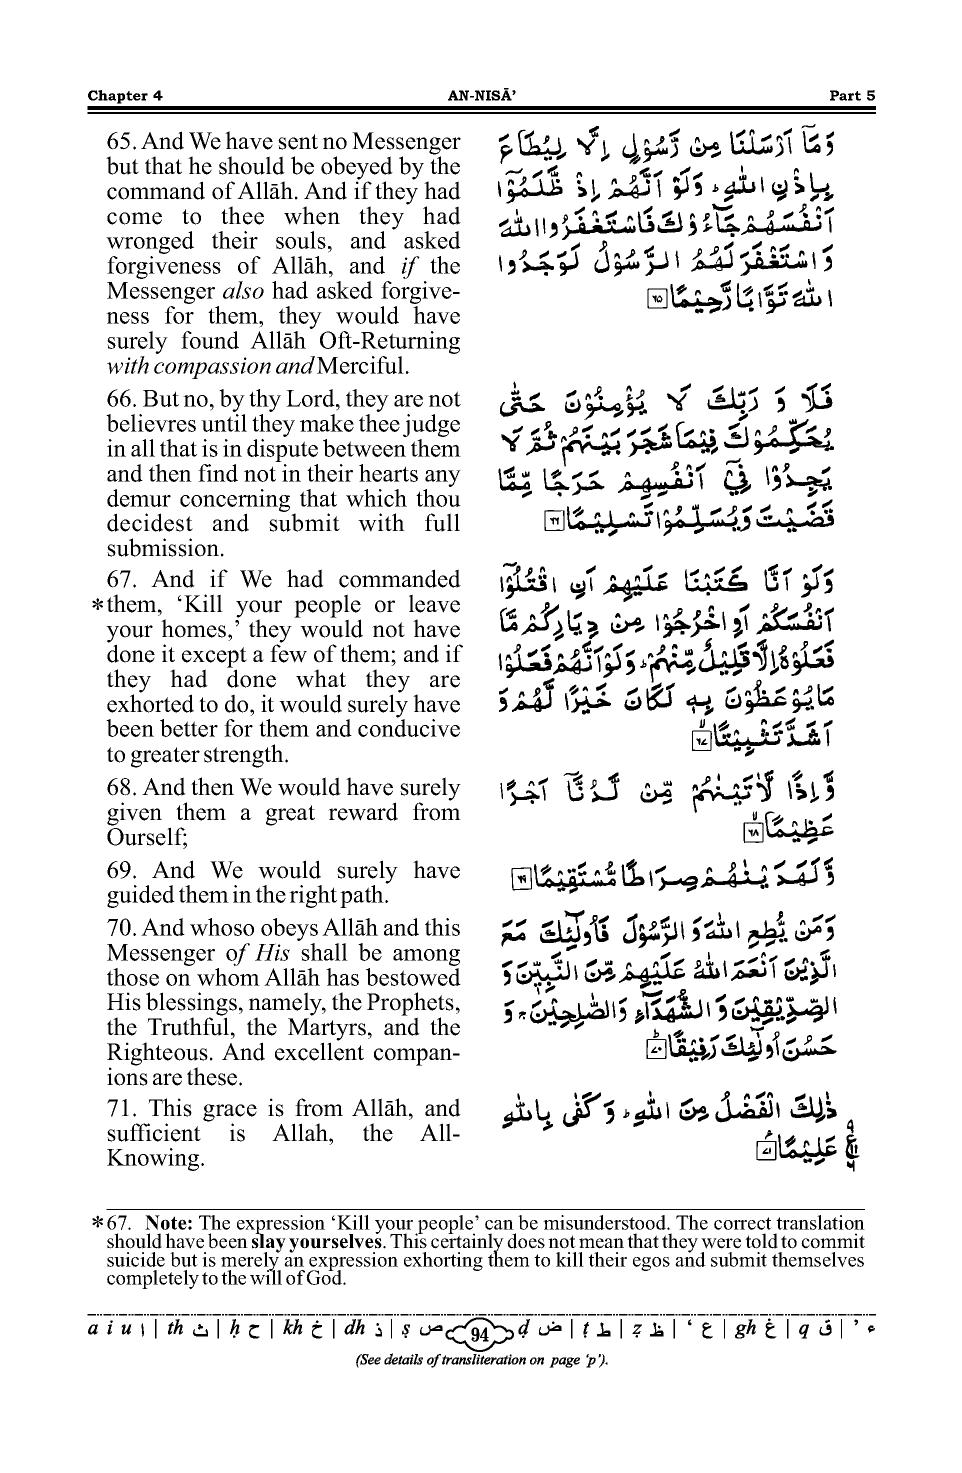 Chapter 4 AN-NISĀ’ Part 5
65. And We have sent no Messenger
but that he should be obeyed by the
command of Allāh. And if they had
come to thee when they had
wronged their souls, and asked
forgiveness of Allāh, and if the
Messenger also had asked forgive-
ness for them, they would have
surely found Allāh Oft-Returning
with compassion and Merciful.
66. But no, by thy Lord, they are not
believres until they make thee judge
in all that is in dispute between them
and then find not in their hearts any
demur concerning that which thou
decidest and submit with full
submission.
67. And if We had commanded
*them, ‘Kill your people or leave
your homes,’ they would not have
done it except a few of them; and if
they had done what they are
exhorted to do, it would surely have
been better for them and conducive
to greater strength.
68. And then We would have surely
given them a great reward from
Ourself;
69. And We would surely have
guided them in the right path.
70. And whoso obeys Allāh and this
Messenger of His shall be among
those on whom Allāh has bestowed
His blessings, namely, the Prophets,
the Truthful, the Martyrs, and the
Righteous. And excellent compan-
ions are these.
71. This grace is from Allāh, and
sufficient is Allah, the All-
Knowing.
وَمَآ اَرْسَلْنَا مِنْ رَّسُوْلٍ اِلَّا لِيُطَاعَ
بِاِذْنِ اللّٰهِ ؕ وَلَوْ اَنَّهُمْ اِذْ ظَّلَمُوْٓا
اَنْفُسَهُمْ جَآءُوْكَ فَاسْتَغْفَرُوا اللّٰهَ
وَاسْتَغْفَرَ لَهُمُ الرَّسُوْلُ لَوَجَدُوا
اللّٰهَ تَوَّابًا رَّحِيْمًا ۶۵
فَلَا وَ رَبِّكَ لَا يُؤْمِنُوْنَ حَتّٰى
يُحَكِّمُوْكَ فِيْمَا شَجَرَ بَيْنَهُمْ ثُمَّ لَا
يَجِدُوْا فِيْٓ اَنْفُسِهِمْ حَرَجًا مِّمَّا
قَضَيْتَ وَيُسَلِّمُوْا تَسْلِيْمًا ۶۶
وَلَوْ اَنَّا كَتَبْنَا عَلَيْهِمْ اَنِ اقْتُلُوْٓا
اَنْفُسَكُمْ اَوِ اخْرُجُوْا مِنْ دِيَارِكُمْ مَّا
فَعَلُوْهُ اِلَّا قَلِيْلٌ مِّنْهُمْ ؕ وَلَوْ اَنَّهُمْ فَعَلُوْا
مَا يُوْعَظُوْنَ بِهٖ لَكَانَ خَيْرًا لَّهُمْ وَ
اَشَدَّ تَثْبِيْتًا ۶۷
وَّاِذًا لَّاٰتَيْنٰهُمْ مِّنْ لَّدُنَّآ اَجْرًا
عَظِيْمًا ۶۸
وَّلَهَدَيْنٰهُمْ صِرَاطًا مُّسْتَقِيْمًا ۶۹
وَمَنْ يُّطِعِ اللّٰهَ وَ الرَّسُوْلَ فَاُولٰٓئِكَ مَعَ
الَّذِيْنَ اَنْعَمَ اللّٰهُ عَلَيْهِمْ مِّنَ النَّبِيّٖنَ وَ
الصِّدِّيْقِيْنَ وَ الشُّهَدَآءِ وَالصّٰلِحِيْنَ ۚ وَ
حَسُنَ اُولٰٓئِكَ رَفِيْقًا ۷۰
ذٰلِكَ الْفَضْلُ مِنَ اللّٰهِ ؕ وَكَفٰى بِاللّٰهِ
عَلِيْمًا ۷۱
*67. Note: The expression ‘Kill your people’ can be misunderstood. The correct translation
should have been slay yourselves. This certainly does not mean that they were told to commit
suicide but is merely an expression exhorting them to kill their egos and submit themselves
completely to the will of God.
a i u ا | th ث | ḥ ح | kh خ | dh ذ | ṣ ص 94 ḍ ض | ṭ ط | ẓ ظ | ‘ ع | gh غ | q ق | ’ ء
(See details of transliteration on page ‘p’).